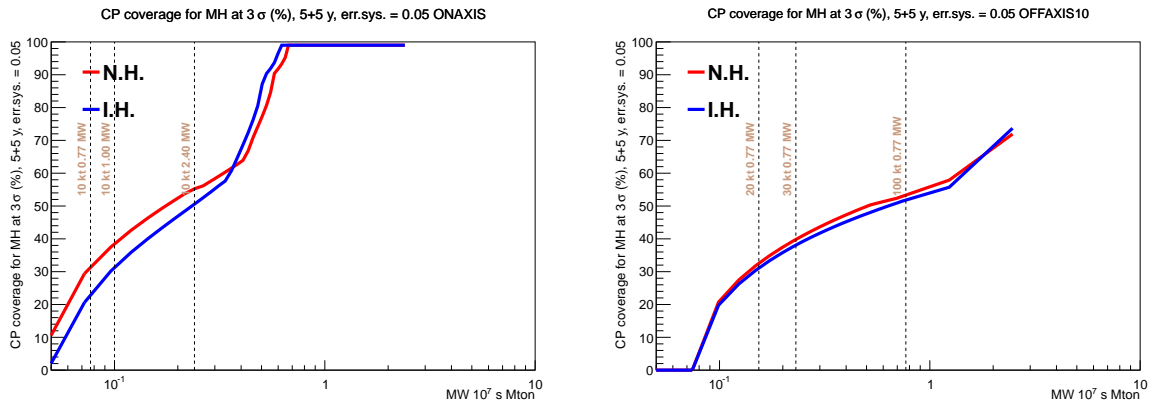 CP coverage for MH at 3 σ (%), 5+5 y, err.sys. = 0.05 ONAXIS
CP coverage for MH at 3 σ (%), 5+5 y, err.sys. = 0.05
100
90
80
70
60
50
40
30
20
10
0
N.H.
I.H.
10 kt 0.77 MW
10 kt 1.00 MW
kt 2.40 MW
10⁻¹
1
10
MW 10⁷ s Mton
CP coverage for MH at 3 σ (%), 5+5 y, err.sys. = 0.05 OFFAXIS10
CP coverage for MH at 3 σ (%), 5+5 y, err.sys. = 0.05
100
90
80
70
60
50
40
30
20
10
0
N.H.
I.H.
20 kt 0.77 MW
30 kt 0.77 MW
100 kt 0.77 MW
10⁻¹
1
10
MW 10⁷ s Mton